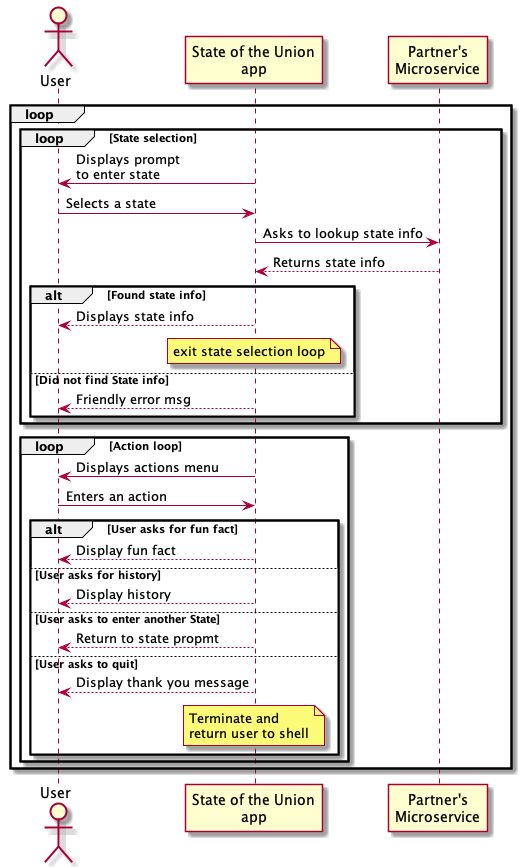 User
State of the Union
app
Partner's
Microservice
loop
loop [State selection]
Displays prompt
to enter state
Selects a state
Asks to lookup state info
Returns state info
alt [Found state info]
Displays state info
exit state selection loop
[Did not find State info]
Friendly error msg
loop [Action loop]
Displays actions menu
Enters an action
alt [User asks for fun fact]
Display fun fact
[User asks for history]
Display history
[User asks to enter another State]
Return to state propmt
[User asks to quit]
Display thank you message
Terminate and
return user to shell
User
State of the Union
app
Partner's
Microservice